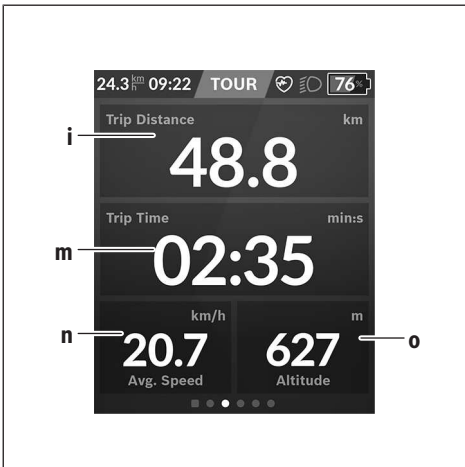 24.3 km/h 09:22 TOUR 76%
Trip Distance km
i
48.8
Trip Time min:s
m
02:35
km/h m
n
o
20.7 627
Avg. Speed Altitude